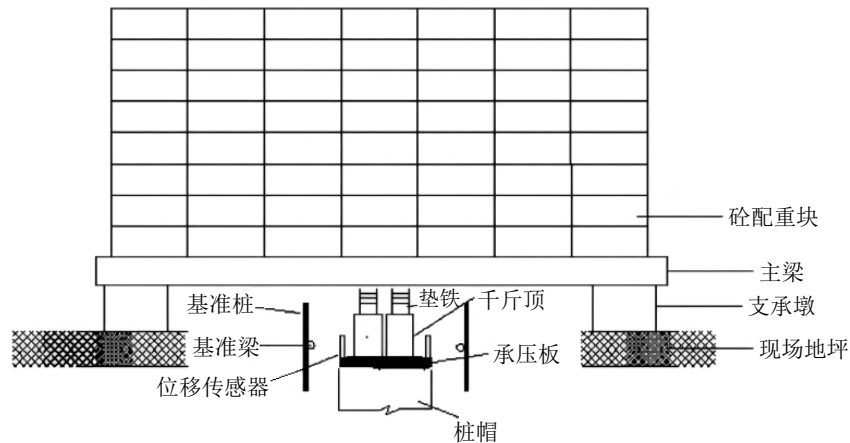 砼配重块
主梁
基准桩
垫铁
千斤顶
支承墩
基准梁
承压板
现场地坪
位移传感器
桩帽